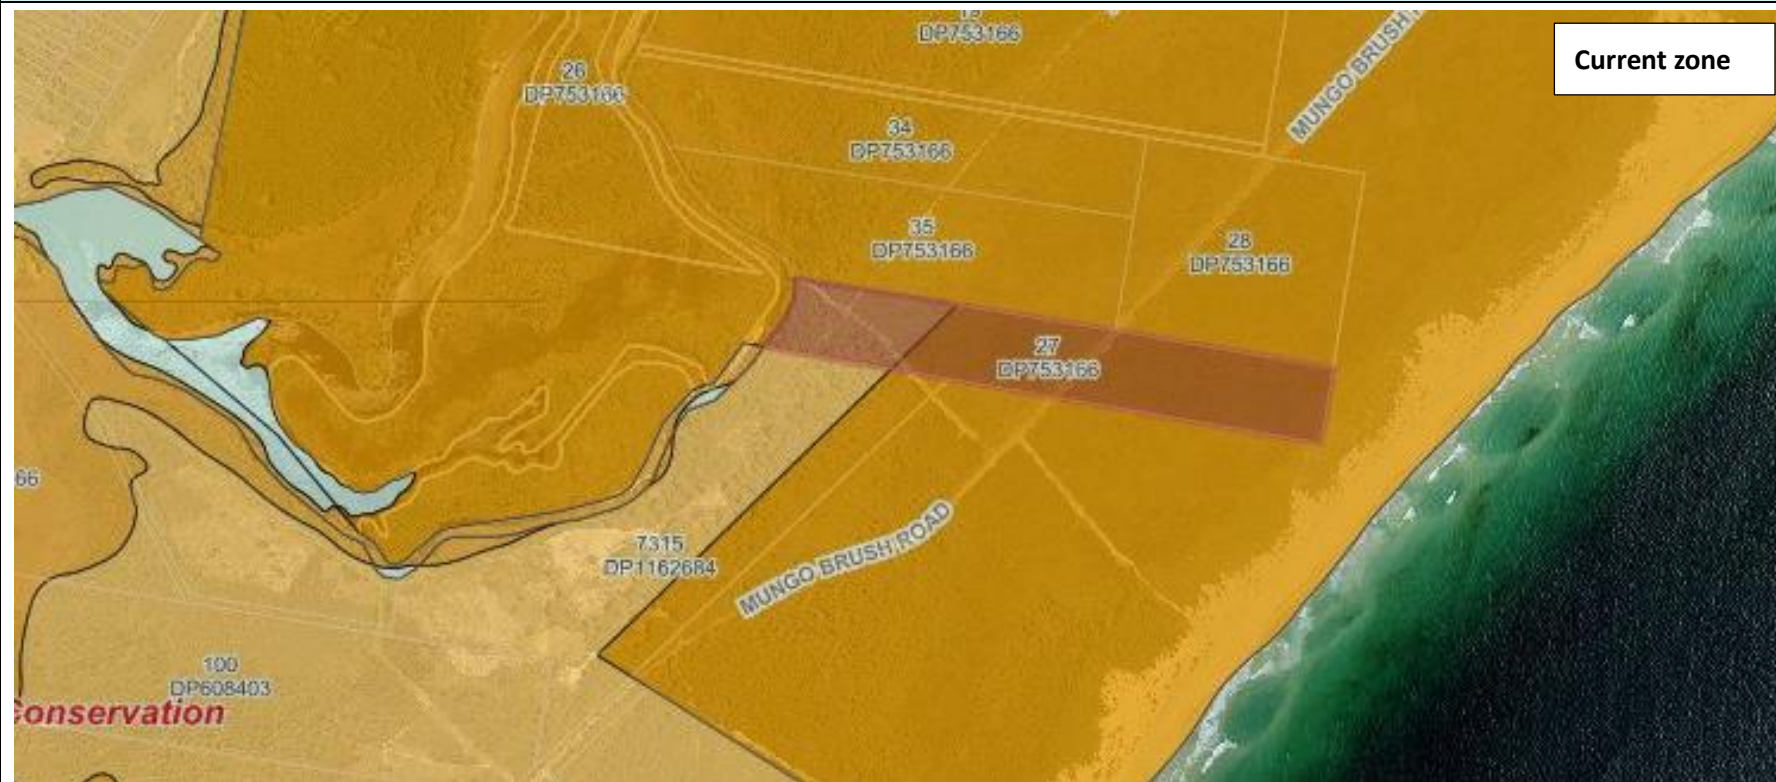 DP753166
Current zone
MUNGO BRUSH
26
DP753166
34
DP753166
35
DP753166
28
DP753166
27
DP753166
66
MUNGO BRUSH ROAD
7315
DP1162684
100
DP608403
Conservation